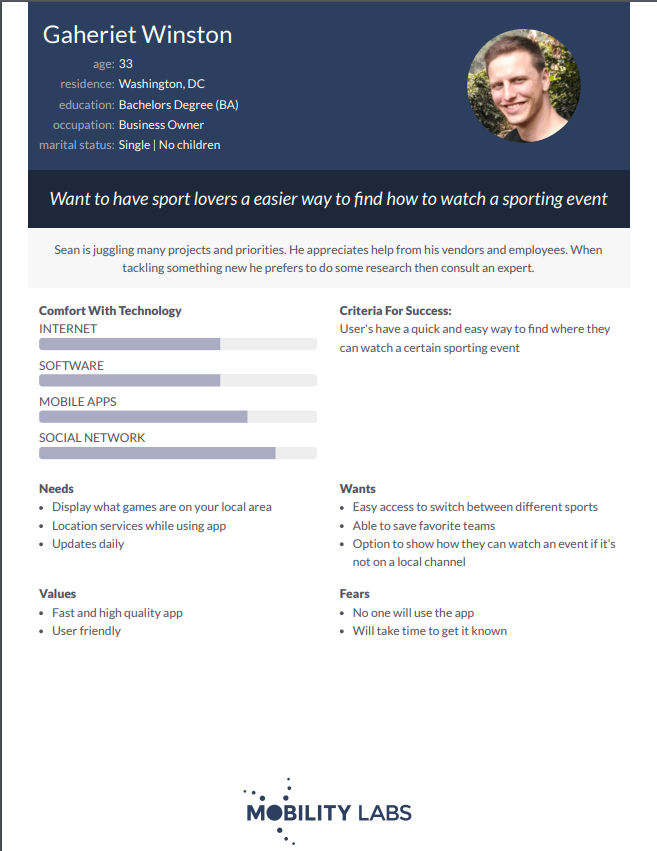 Gaheriet Winston
age: 33
residence: Washington, DC
education: Bachelors Degree (BA)
occupation: Business Owner
marital status: Single | No children
Want to have sport lovers a easier way to find how to watch a sporting event
Sean is juggling many projects and priorities. He appreciates help from his vendors and employees. When
tackling something new he prefers to do some research then consult an expert.
Comfort With Technology
INTERNET
SOFTWARE
MOBILE APPS
SOCIAL NETWORK
Criteria For Success:
User's have a quick and easy way to find where they
can watch a certain sporting event
Needs
• Display what games are on your local area
• Location services while using app
• Updates daily
Wants
• Easy access to switch between different sports
• Able to save favorite teams
• Option to show how they can watch an event if it's
not on a local channel
Values
• Fast and high quality app
• User friendly
Fears
• No one will use the app
• Will take time to get it known
MOBILITY LABS